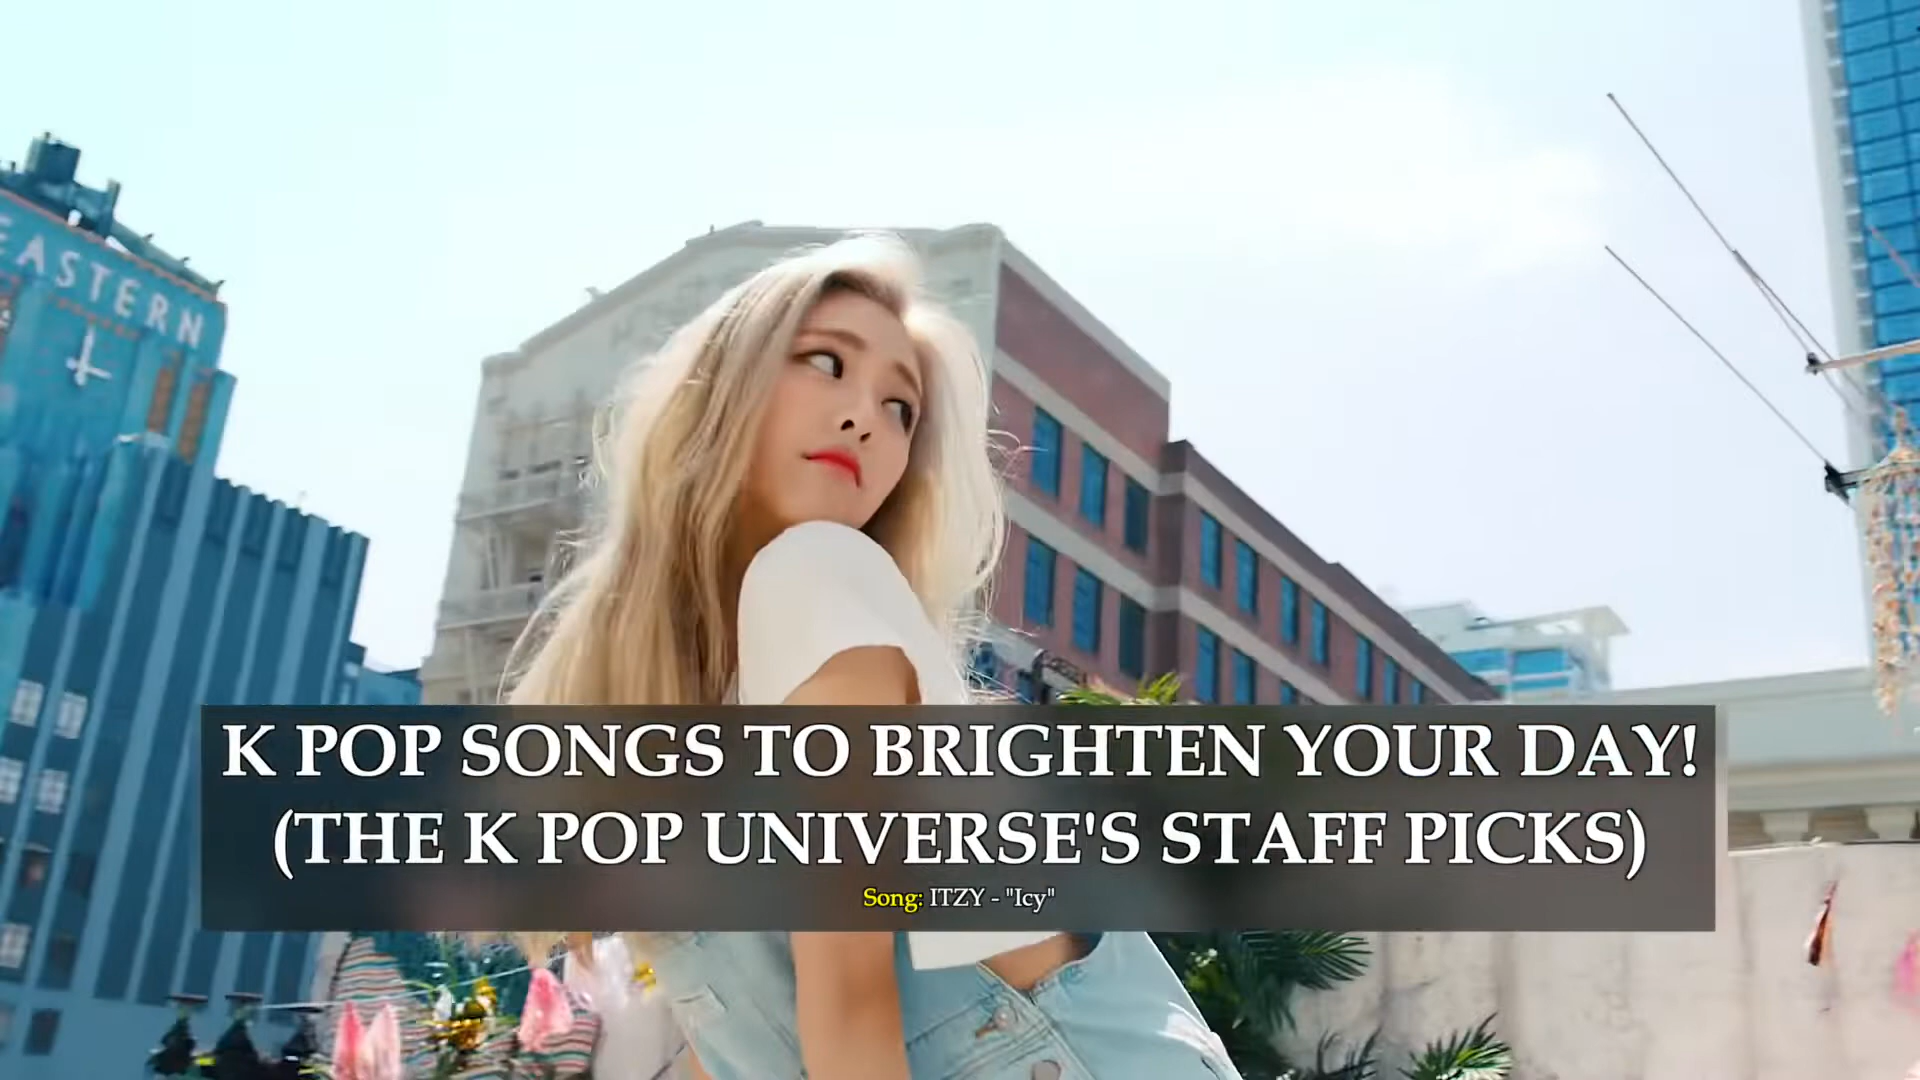 EASTERN
K POP SONGS TO BRIGHTEN YOUR DAY!
(THE K POP UNIVERSE'S STAFF PICKS)
Song: ITZY - "Icy"